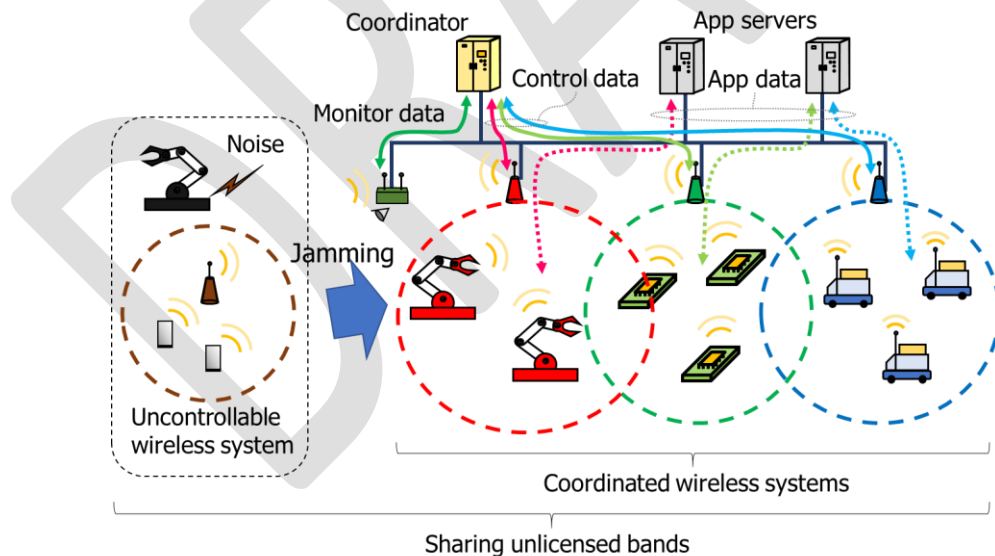 Coordinator
App servers
Control data
App data
Monitor data
Noise
Jamming
Uncontrollable
wireless system
Coordinated wireless systems
Sharing unlicensed bands
DRA